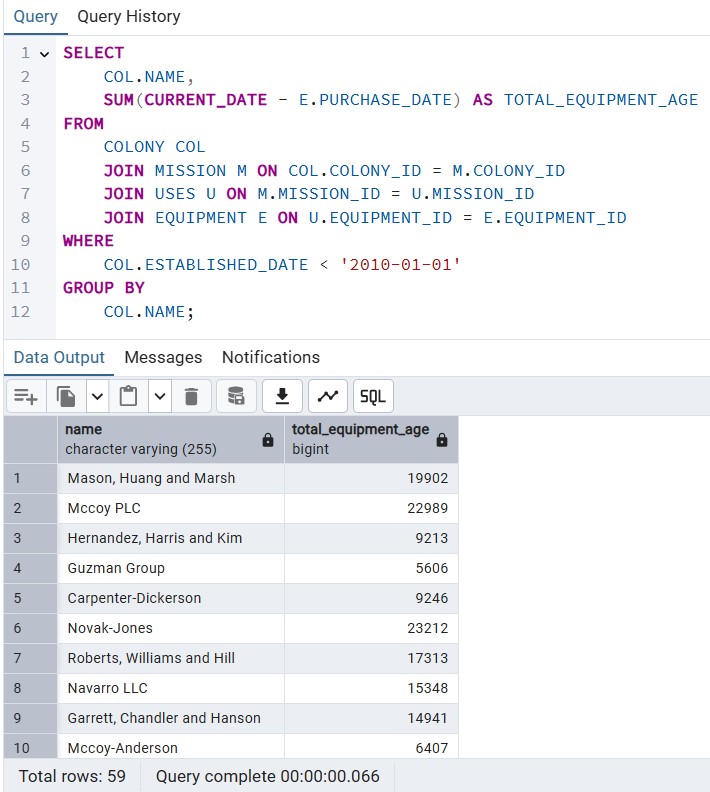 Query Query History
1 SELECT
2 COL.NAME,
3 SUM(CURRENT_DATE - E.PURCHASE_DATE) AS TOTAL_EQUIPMENT_AGE
4 FROM
5 COLONY COL
6 JOIN MISSION M ON COL.COLONY_ID = M.COLONY_ID
7 JOIN USES U ON M.MISSION_ID = U.MISSION_ID
8 JOIN EQUIPMENT E ON U.EQUIPMENT_ID = E.EQUIPMENT_ID
9 WHERE
10 COL.ESTABLISHED_DATE < '2010-01-01'
11 GROUP BY
12 COL.NAME;
Data Output Messages Notifications
SQL
name total_equipment_age
character varying (255) bigint
1 Mason, Huang and Marsh 19902
2 Mccoy PLC 22989
3 Hernandez, Harris and Kim 9213
4 Guzman Group 5606
5 Carpenter-Dickerson 9246
6 Novak-Jones 23212
7 Roberts, Williams and Hill 17313
8 Navarro LLC 15348
9 Garrett, Chandler and Hanson 14941
10 Mccoy-Anderson 6407
Total rows: 59 Query complete 00:00:00.066